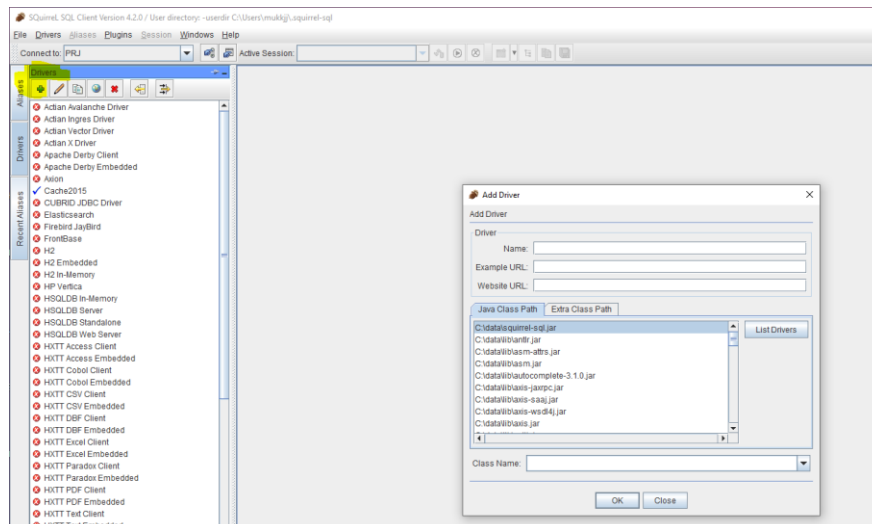 SQuirreL SQL Client Version 4.2.0 / User directory: -userdir C:\Users\mukkjj\.squirrel-sql
File Drivers Aliases Plugins Session Windows Help
Connect to: PRJ Active Session:
Aliases
Drivers
Recent Aliases
Drivers
Actian Avalanche Driver
Actian Ingres Driver
Actian Vector Driver
Actian X Driver
Apache Derby Client
Apache Derby Embedded
Axion
Cache2015
CUBRID JDBC Driver
Elasticsearch
Firebird JayBird
FrontBase
H2
H2 Embedded
H2 In-Memory
HP Vertica
HSQLDB In-Memory
HSQLDB Server
HSQLDB Standalone
HSQLDB Web Server
HXTT Access Client
HXTT Access Embedded
HXTT Cobol Client
HXTT Cobol Embedded
HXTT CSV Client
HXTT CSV Embedded
HXTT DBF Client
HXTT DBF Embedded
HXTT Excel Client
HXTT Excel Embedded
HXTT Paradox Client
HXTT Paradox Embedded
HXTT PDF Client
HXTT PDF Embedded
HXTT Text Client
Add Driver
Add Driver
Driver
Name:
Example URL:
Website URL:
Java Class Path Extra Class Path
C:\data\squirrel-sql.jar
C:\data\lib\antlr.jar
C:\data\lib\asm-attrs.jar
C:\data\lib\asm.jar
C:\data\lib\autocomplete-3.1.0.jar
C:\data\lib\axis-jaxrpc.jar
C:\data\lib\axis-saaj.jar
C:\data\lib\axis-wsdl4j.jar
C:\data\lib\axis.jar
List Drivers
Class Name:
OK Close